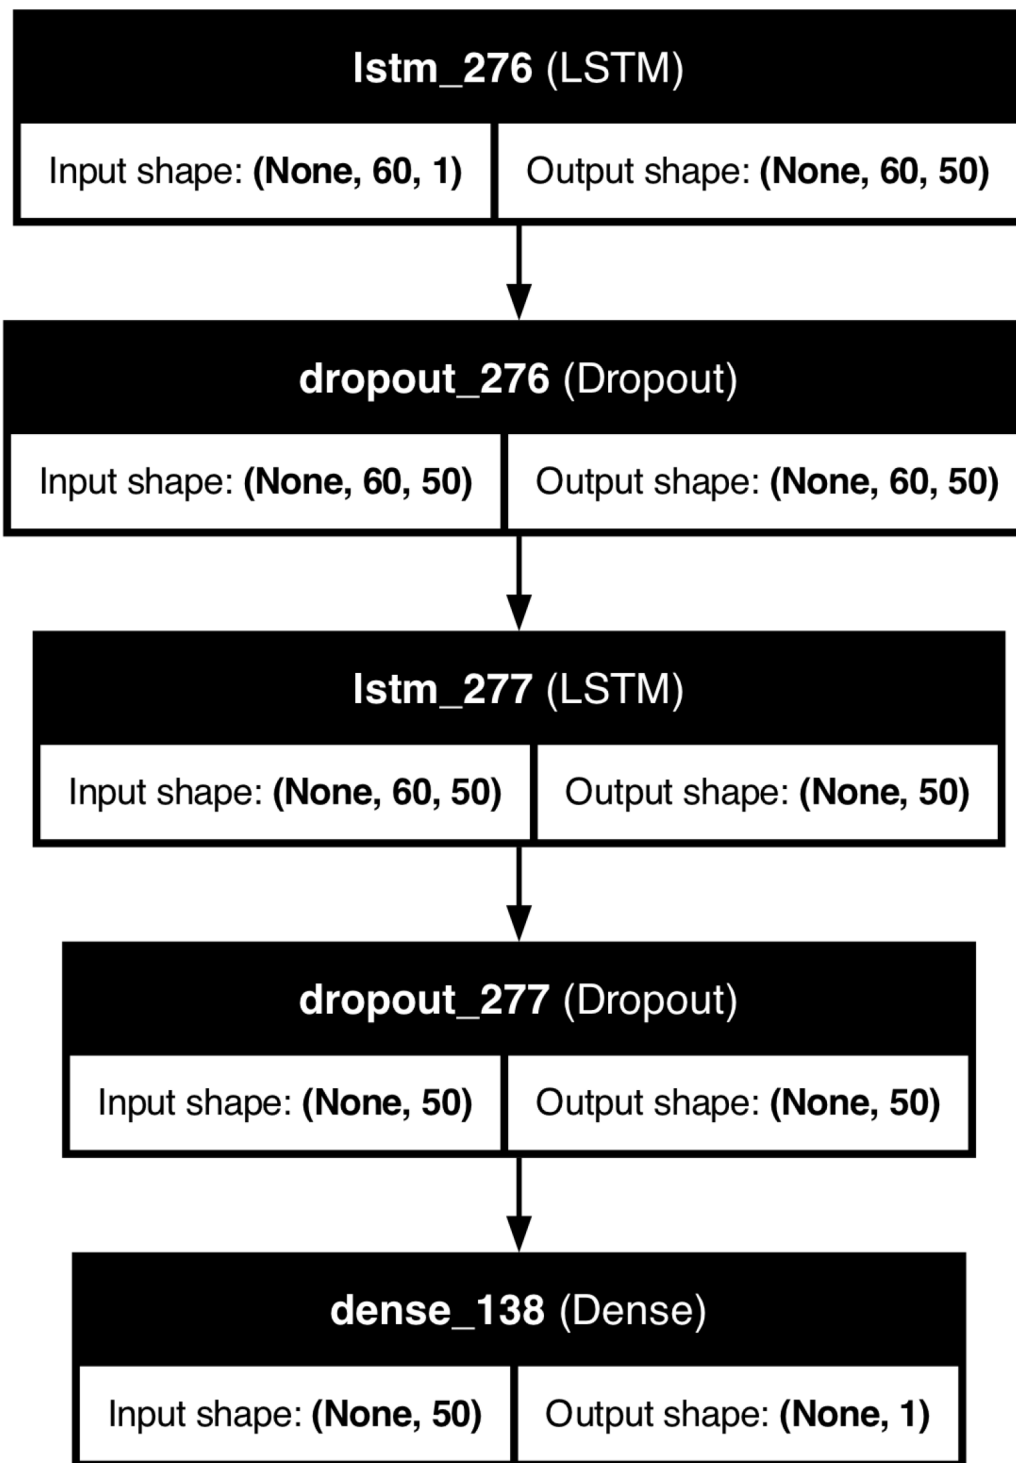 lstm_276 (LSTM)
Input shape: (None, 60, 1) Output shape: (None, 60, 50)
dropout_276 (Dropout)
Input shape: (None, 60, 50) Output shape: (None, 60, 50)
lstm_277 (LSTM)
Input shape: (None, 60, 50) Output shape: (None, 50)
dropout_277 (Dropout)
Input shape: (None, 50) Output shape: (None, 50)
dense_138 (Dense)
Input shape: (None, 50) Output shape: (None, 1)